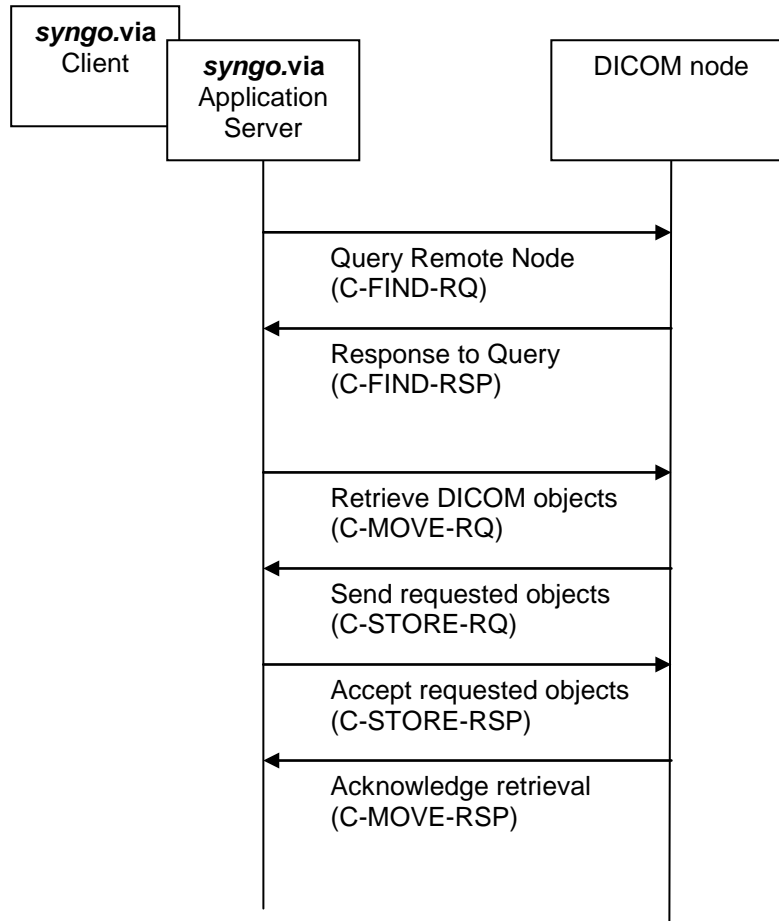 syngo.via
Client
syngo.via
Application
Server
DICOM node
Query Remote Node
(C-FIND-RQ)
Response to Query
(C-FIND-RSP)
Retrieve DICOM objects
(C-MOVE-RQ)
Send requested objects
(C-STORE-RQ)
Accept requested objects
(C-STORE-RSP)
Acknowledge retrieval
(C-MOVE-RSP)